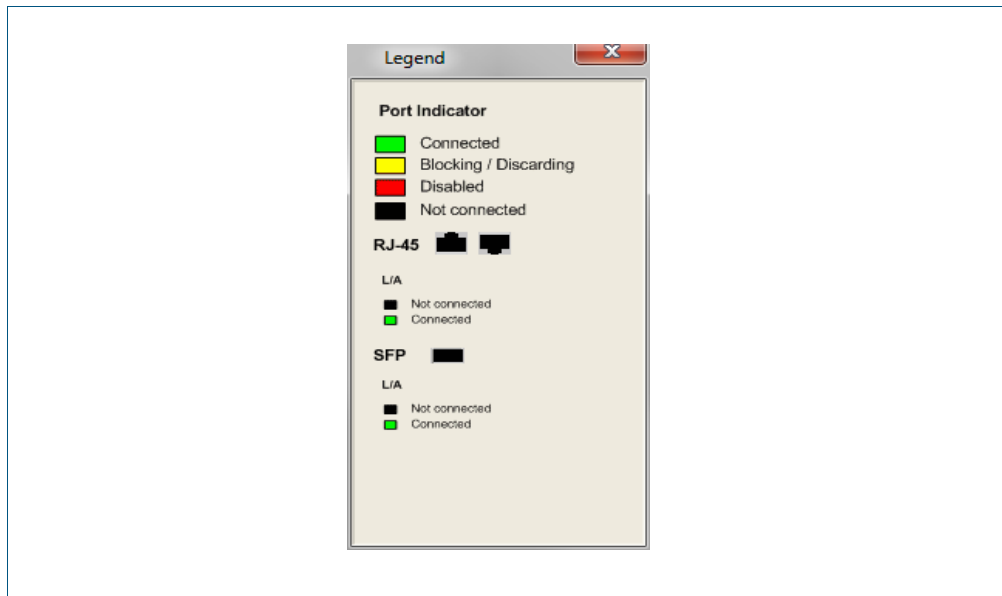 Legend
Port Indicator
Connected
Blocking / Discarding
Disabled
Not connected
RJ-45
L/A
Not connected
Connected
SFP
L/A
Not connected
Connected